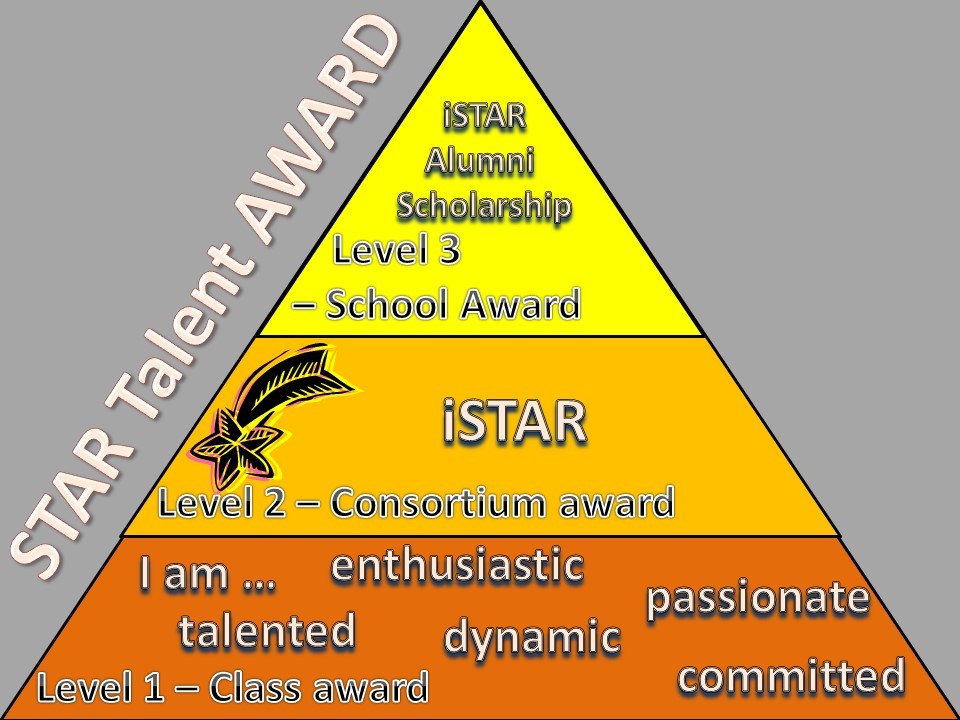 STAR Talent AWARD
iSTAR
Alumni
Scholarship
Level 3
– School Award
iSTAR
Level 2 – Consortium award
I am ...
enthusiastic
passionate
talented
dynamic
committed
Level 1 – Class award